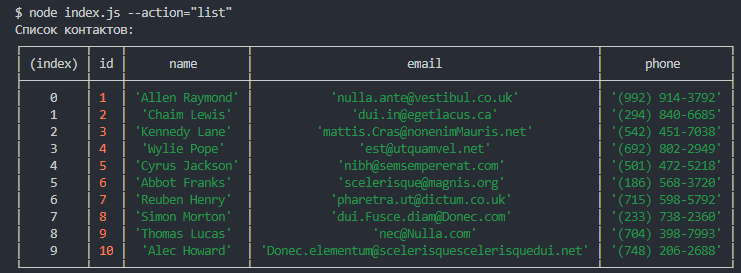 $ node index.js --action="list"
Список контактов:
(index) id name email phone
0 1 'Allen Raymond' 'nulla.ante@vestibul.co.uk' '(992) 914-3792'
1 2 'Chaim Lewis' 'dui.in@egetlacus.ca' '(294) 840-6685'
2 3 'Kennedy Lane' 'mattis.Cras@nonenimMauris.net' '(542) 451-7038'
3 4 'Wylie Pope' 'est@utquamvel.net' '(692) 802-2949'
4 5 'Cyrus Jackson' 'nibh@semsempererat.com' '(501) 472-5218'
5 6 'Abbot Franks' 'scelerisque@magnis.org' '(186) 568-3720'
6 7 'Reuben Henry' 'pharetra.ut@dictum.co.uk' '(715) 598-5792'
7 8 'Simon Morton' 'dui.Fusce.diam@Donec.com' '(233) 738-2360'
8 9 'Thomas Lucas' 'nec@Nulla.com' '(704) 398-7993'
9 10 'Alec Howard' 'Donec.elementum@scelerisquescelerisquedui.net' '(748) 206-2688'